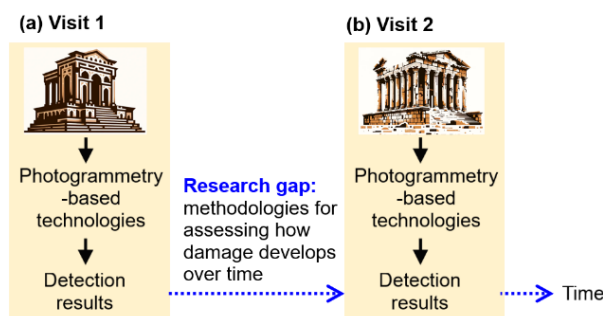 (a) Visit 1
Photogrammetry
-based
technologies
Detection
results
Research gap:
methodologies for
assessing how
damage develops
over time
(b) Visit 2
Photogrammetry
-based
technologies
Detection
results
Time